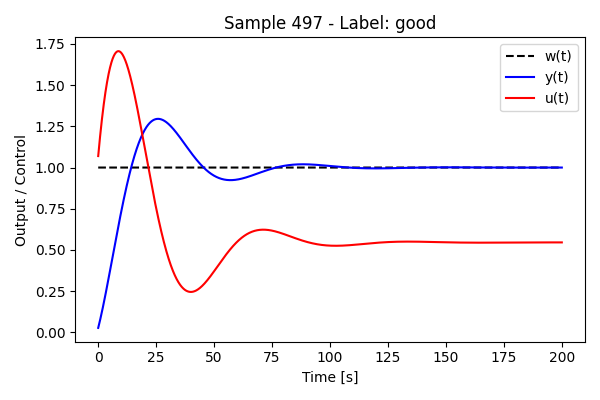 Sample 497 - Label: good
w(t)
y(t)
u(t)
Output / Control
1.75
1.50
1.25
1.00
0.75
0.50
0.25
0.00
0 25 50 75 100 125 150 175 200
Time [s]